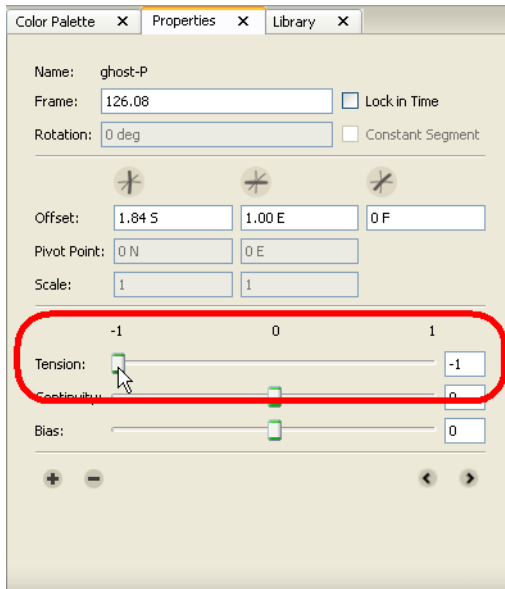 Color Palette X Properties X Library X
Name: ghost-P
Frame: 126.08 Lock in Time
Rotation: 0 deg Constant Segment
Offset: 1.84 S 1.00 E 0 F
Pivot Point: 0 N 0 E
Scale: 1 1
-1 0 1
Tension: -1
Continuity: 0
Bias: 0